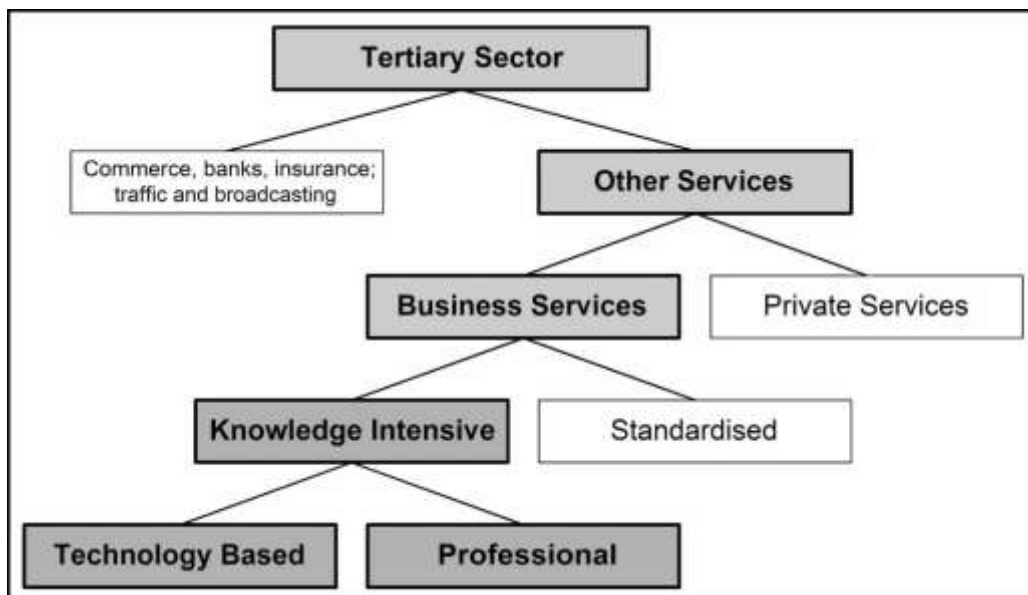 Tertiary Sector
Commerce, banks, insurance;
traffic and broadcasting
Other Services
Business Services
Private Services
Knowledge Intensive
Standardised
Technology Based
Professional